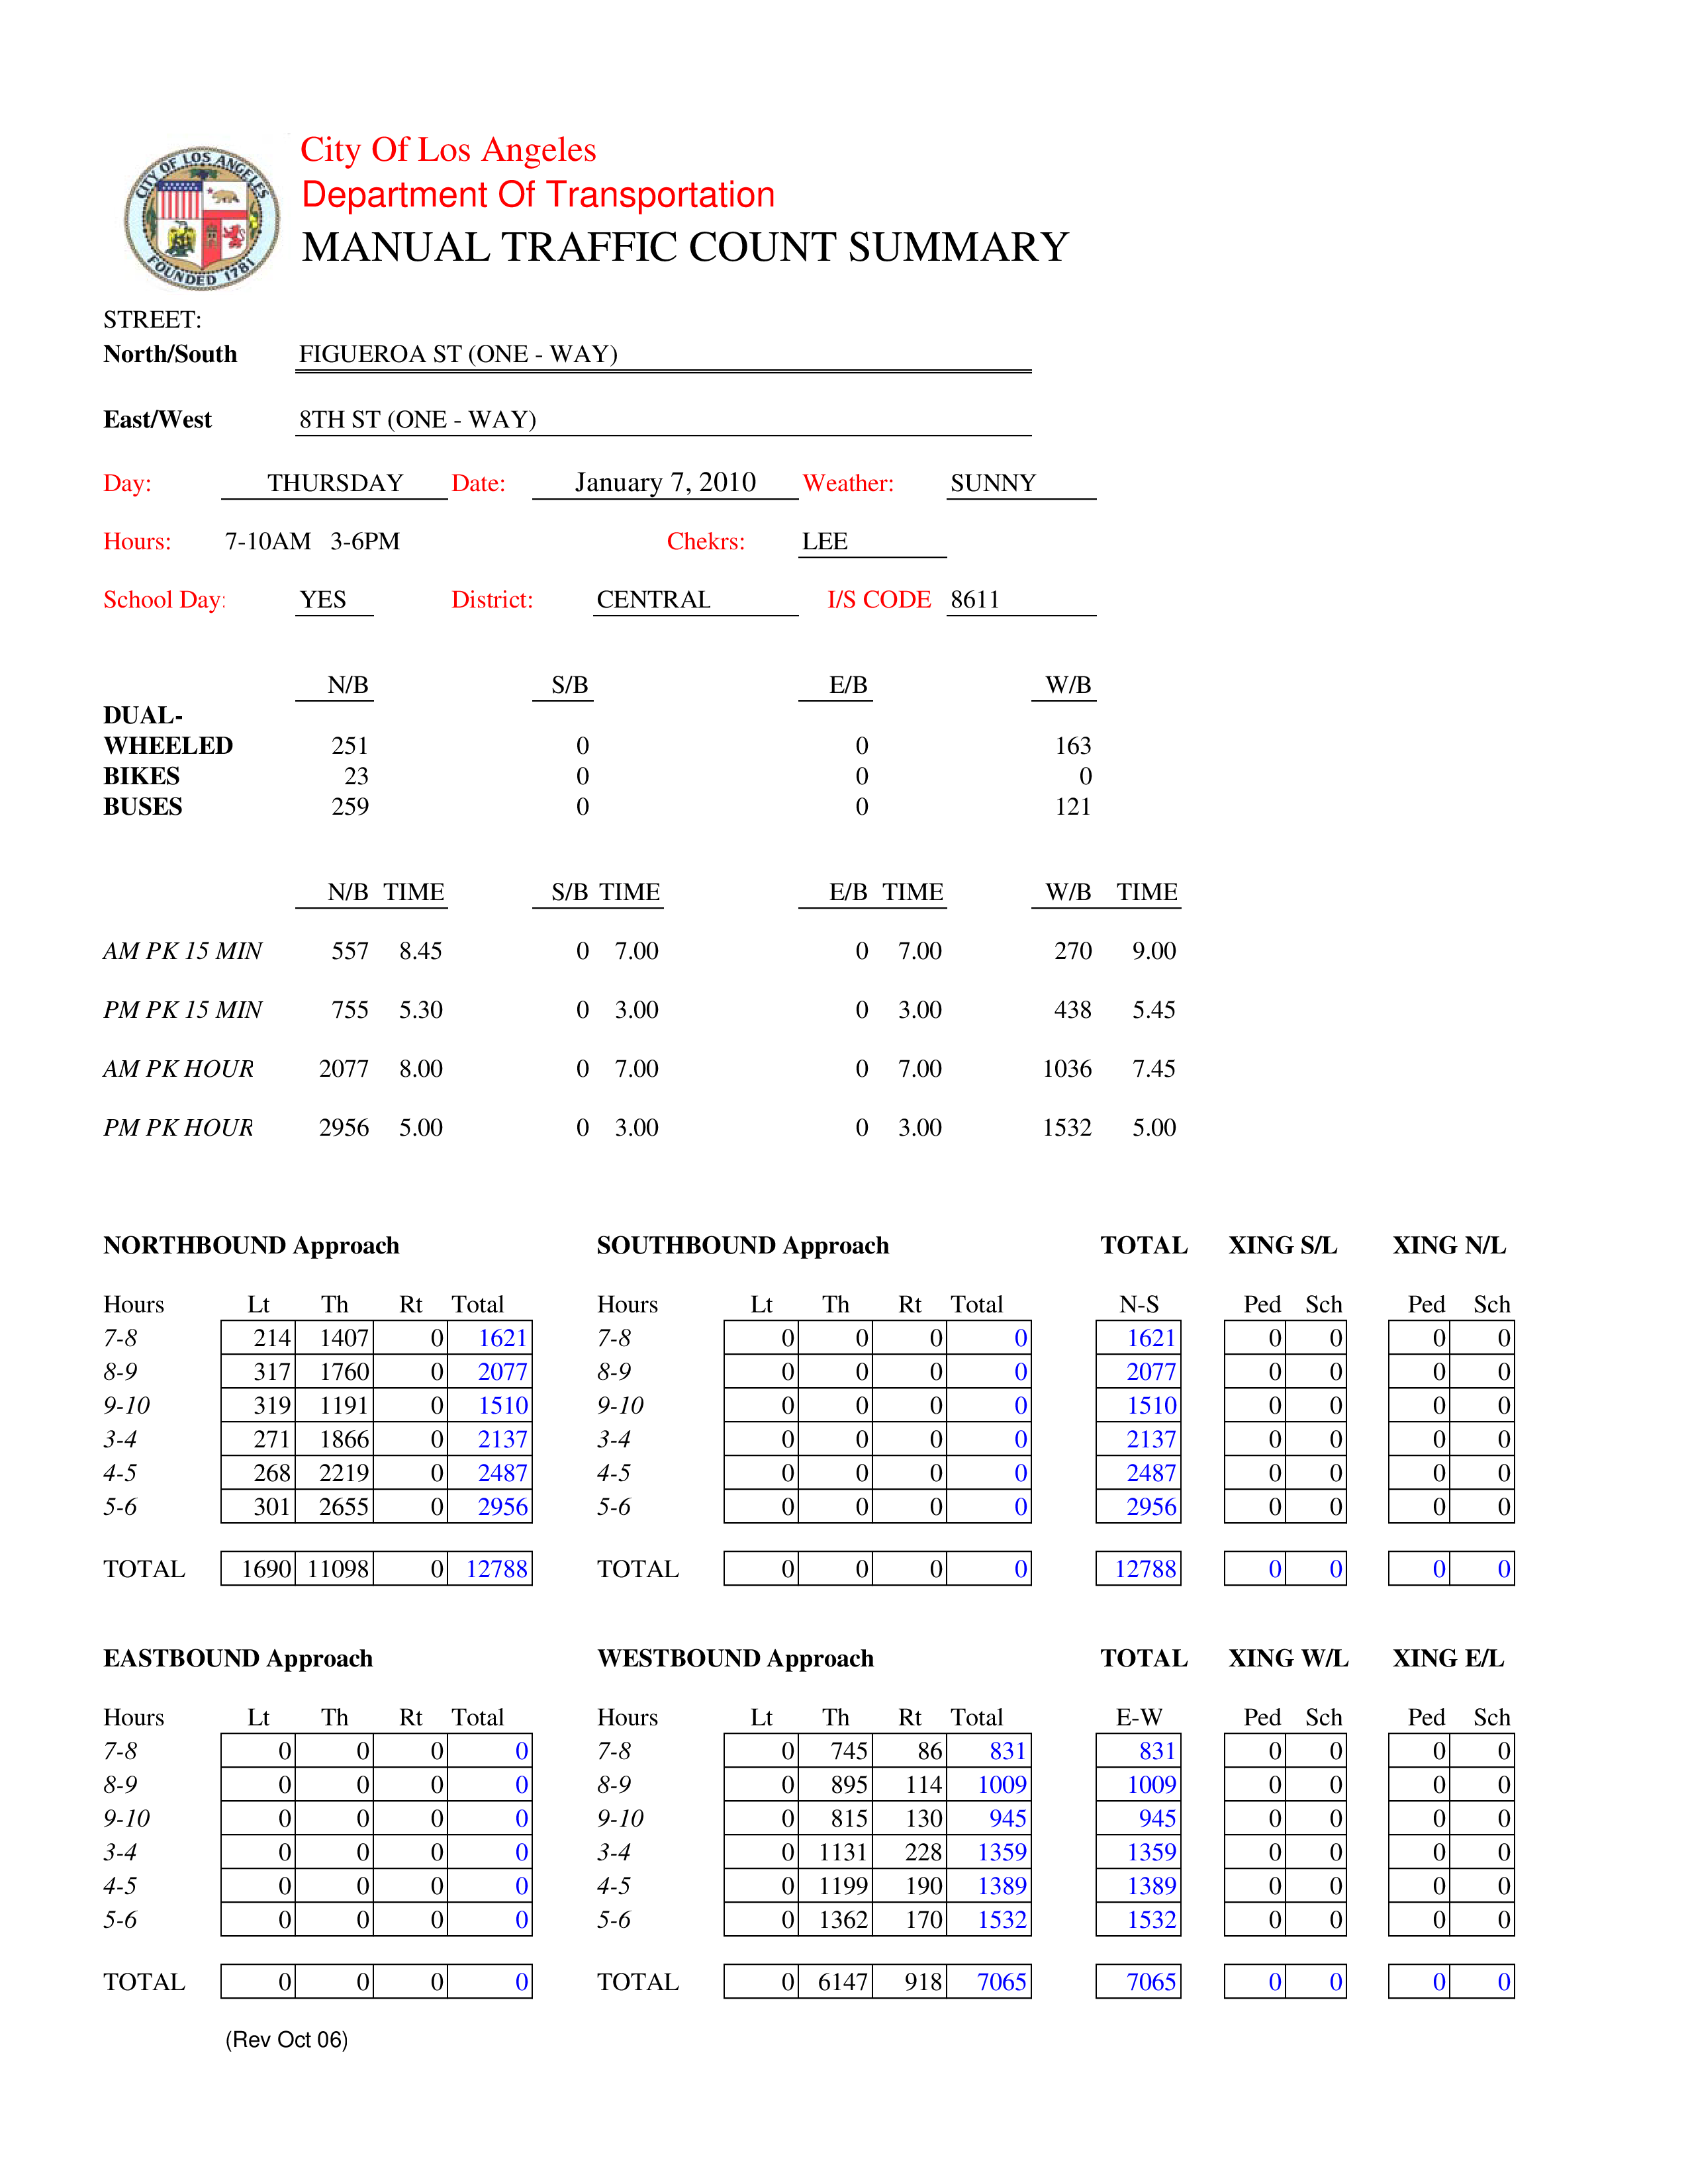 CITY OF LOS ANGELES
FOUNDED 1781
City Of Los Angeles
Department Of Transportation
MANUAL TRAFFIC COUNT SUMMARY
STREET:
North/South FIGUEROA ST (ONE - WAY)
East/West 8TH ST (ONE - WAY)
Day: THURSDAY Date: January 7, 2010 Weather: SUNNY
Hours: 7-10AM 3-6PM Chekrs: LEE
School Day: YES District: CENTRAL I/S CODE 8611
N/B S/B E/B W/B
DUAL-
WHEELED 251 0 0 163
BIKES 23 0 0 0
BUSES 259 0 0 121
N/B TIME S/B TIME E/B TIME W/B TIME
AM PK 15 MIN 557 8.45 0 7.00 0 7.00 270 9.00
PM PK 15 MIN 755 5.30 0 3.00 0 3.00 438 5.45
AM PK HOUR 2077 8.00 0 7.00 0 7.00 1036 7.45
PM PK HOUR 2956 5.00 0 3.00 0 3.00 1532 5.00
NORTHBOUND Approach SOUTHBOUND Approach TOTAL XING S/L XING N/L
Hours Lt Th Rt Total Hours Lt Th Rt Total N-S Ped Sch Ped Sch
7-8 214 1407 0 1621 7-8 0 0 0 0 1621 0 0 0 0
8-9 317 1760 0 2077 8-9 0 0 0 0 2077 0 0 0 0
9-10 319 1191 0 1510 9-10 0 0 0 0 1510 0 0 0 0
3-4 271 1866 0 2137 3-4 0 0 0 0 2137 0 0 0 0
4-5 268 2219 0 2487 4-5 0 0 0 0 2487 0 0 0 0
5-6 301 2655 0 2956 5-6 0 0 0 0 2956 0 0 0 0
TOTAL 1690 11098 0 12788 TOTAL 0 0 0 0 12788 0 0 0 0
EASTBOUND Approach WESTBOUND Approach TOTAL XING W/L XING E/L
Hours Lt Th Rt Total Hours Lt Th Rt Total E-W Ped Sch Ped Sch
7-8 0 0 0 0 7-8 0 745 86 831 831 0 0 0 0
8-9 0 0 0 0 8-9 0 895 114 1009 1009 0 0 0 0
9-10 0 0 0 0 9-10 0 815 130 945 945 0 0 0 0
3-4 0 0 0 0 3-4 0 1131 228 1359 1359 0 0 0 0
4-5 0 0 0 0 4-5 0 1199 190 1389 1389 0 0 0 0
5-6 0 0 0 0 5-6 0 1362 170 1532 1532 0 0 0 0
TOTAL 0 0 0 0 TOTAL 0 6147 918 7065 7065 0 0 0 0
(Rev Oct 06)